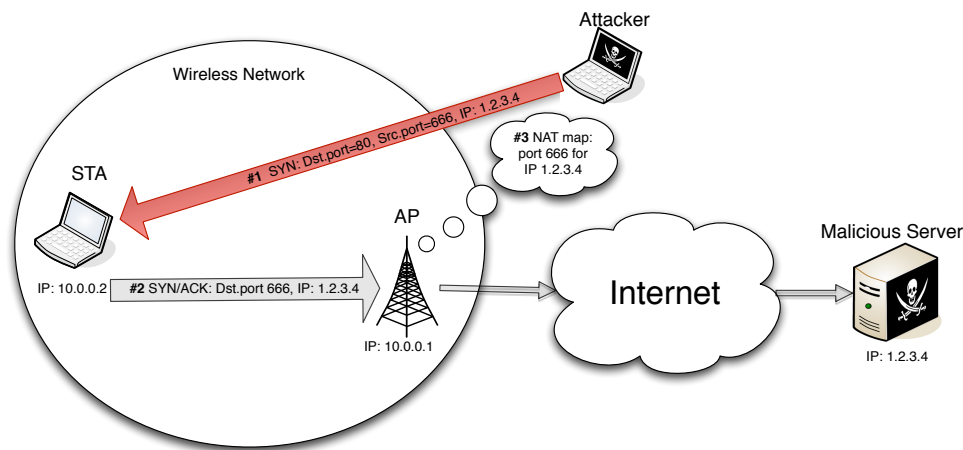 Attacker
Wireless Network
#1 SYN: Dst.port=80, Src.port=666, IP: 1.2.3.4
#3 NAT map:
port 666 for
IP 1.2.3.4
STA
AP
Malicious Server
IP: 10.0.0.2
#2 SYN/ACK: Dst.port 666, IP: 1.2.3.4
Internet
IP: 10.0.0.1
IP: 1.2.3.4